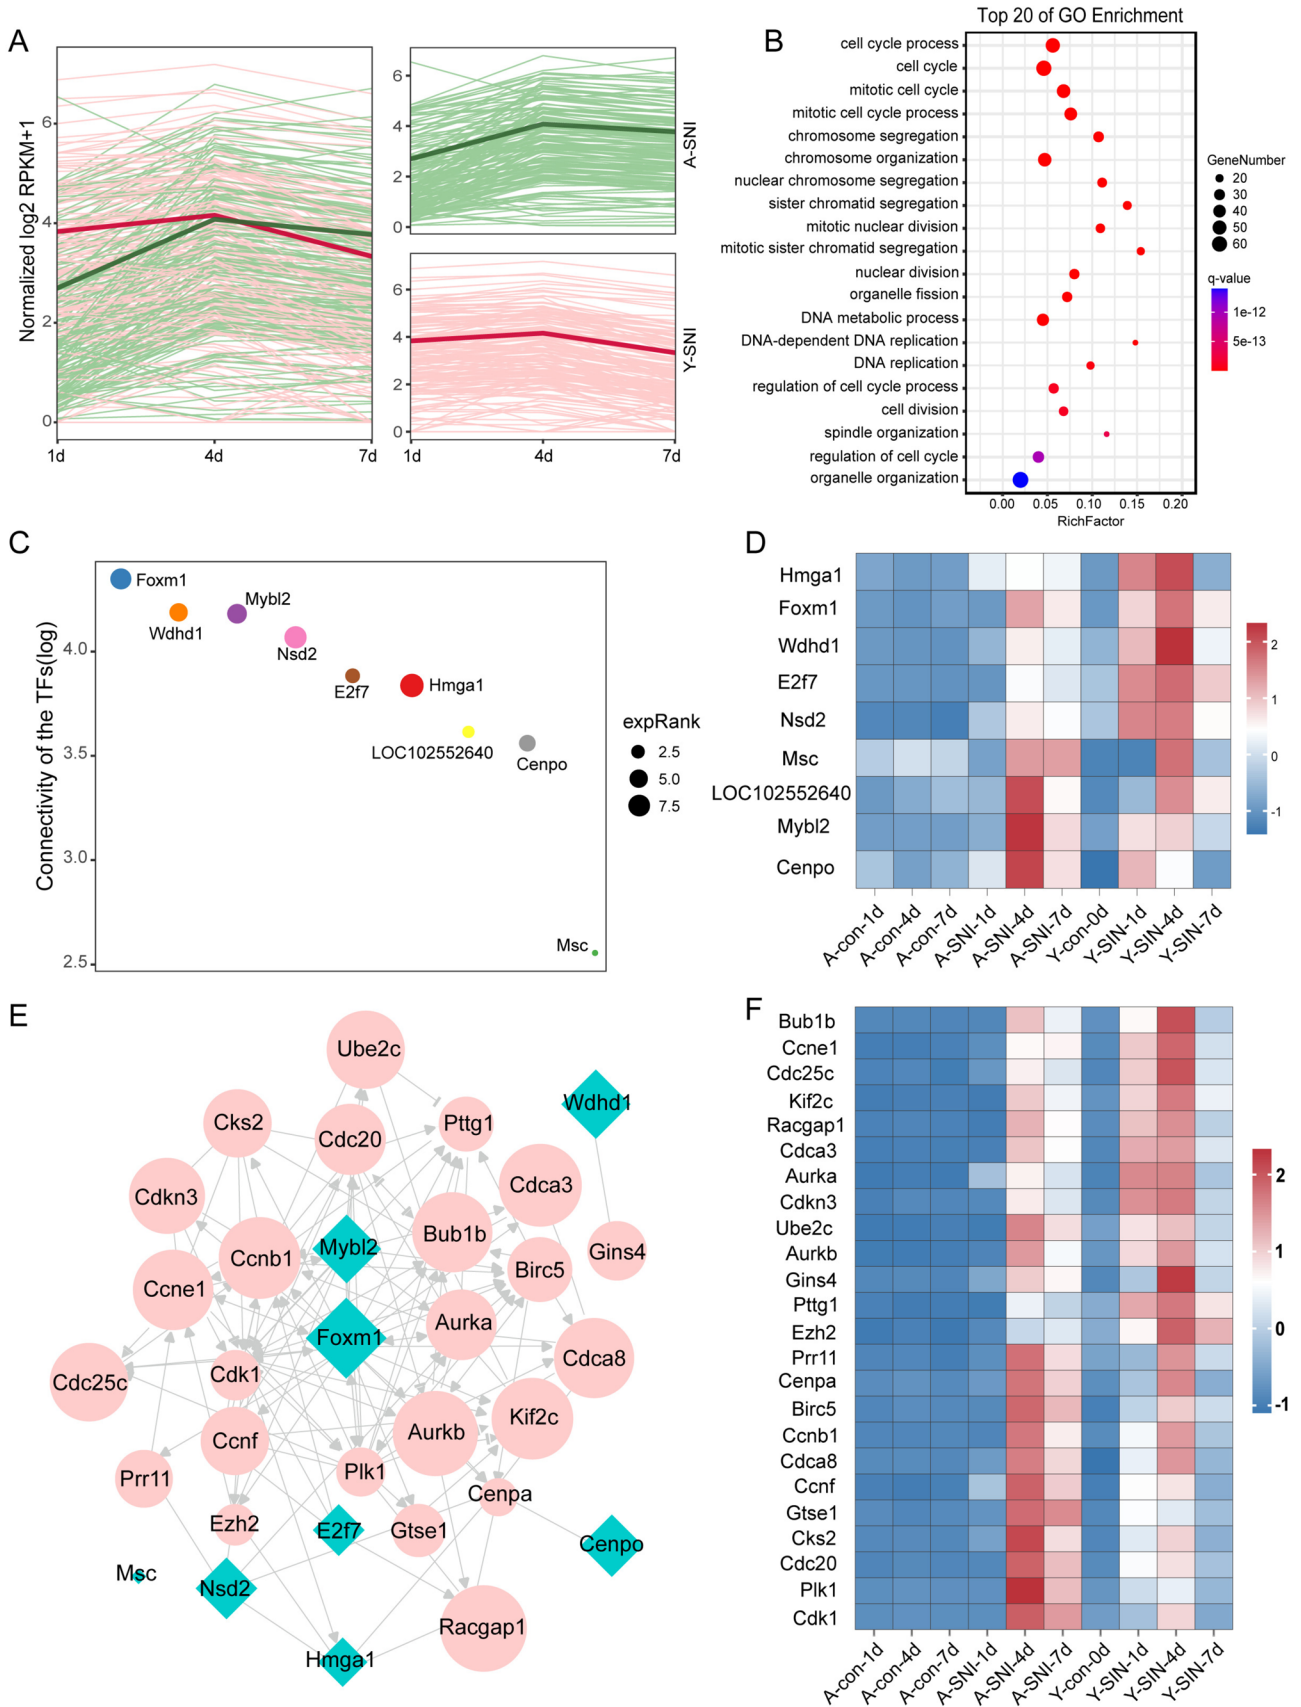 A
Normalized log2 RPKM+1
6
4
2
0
1d
4d
7d
6
4
2
0
A-SNI
6
4
2
0
Y-SNI
1d
4d
7d
B
Top 20 of GO Enrichment
cell cycle process
cell cycle
mitotic cell cycle
mitotic cell cycle process
chromosome segregation
chromosome organization
nuclear chromosome segregation
sister chromatid segregation
mitotic nuclear division
mitotic sister chromatid segregation
nuclear division
organelle fission
DNA metabolic process
DNA-dependent DNA replication
DNA replication
regulation of cell cycle process
cell division
spindle organization
regulation of cell cycle
organelle organization
0.00 0.05 0.10 0.15 0.20
RichFactor
GeneNumber
20
30
40
50
60
q-value
1e-12
5e-13
C
Connectivity of the TFs(log)
4.0
3.5
3.0
2.5
Foxm1
Wdhd1
Mybl2
Nsd2
E2f7
Hmga1
LOC102552640
Cenpo
Msc
expRank
2.5
5.0
7.5
D
Hmga1
Foxm1
Wdhd1
E2f7
Nsd2
Msc
LOC102552640
Mybl2
Cenpo
A-con-1d
A-con-4d
A-con-7d
A-SNI-1d
A-SNI-4d
A-SNI-7d
Y-con-0d
Y-SIN-1d
Y-SIN-4d
Y-SIN-7d
2
1
0
-1
E
Ube2c
Wdhd1
Cks2
Cdc20
Pttg1
Cdkn3
Cdca3
Mybl2
Bub1b
Ccnb1
Gins4
Ccne1
Birc5
Foxm1
Aurka
Cdca8
Cdc25c
Cdk1
Kif2c
Ccnf
Aurkb
Prr11
Plk1
Cenpa
Ezh2
E2f7
Gtse1
Cenpo
Msc
Nsd2
Racgap1
Hmga1
F
Bub1b
Ccne1
Cdc25c
Kif2c
Racgap1
Cdca3
Aurka
Cdkn3
Ube2c
Aurkb
Gins4
Pttg1
Ezh2
Prr11
Cenpa
Birc5
Ccnb1
Cdca8
Ccnf
Gtse1
Cks2
Cdc20
Plk1
Cdk1
A-con-1d
A-con-4d
A-con-7d
A-SNI-1d
A-SNI-4d
A-SNI-7d
Y-con-0d
Y-SIN-1d
Y-SIN-4d
Y-SIN-7d
2
1
0
-1